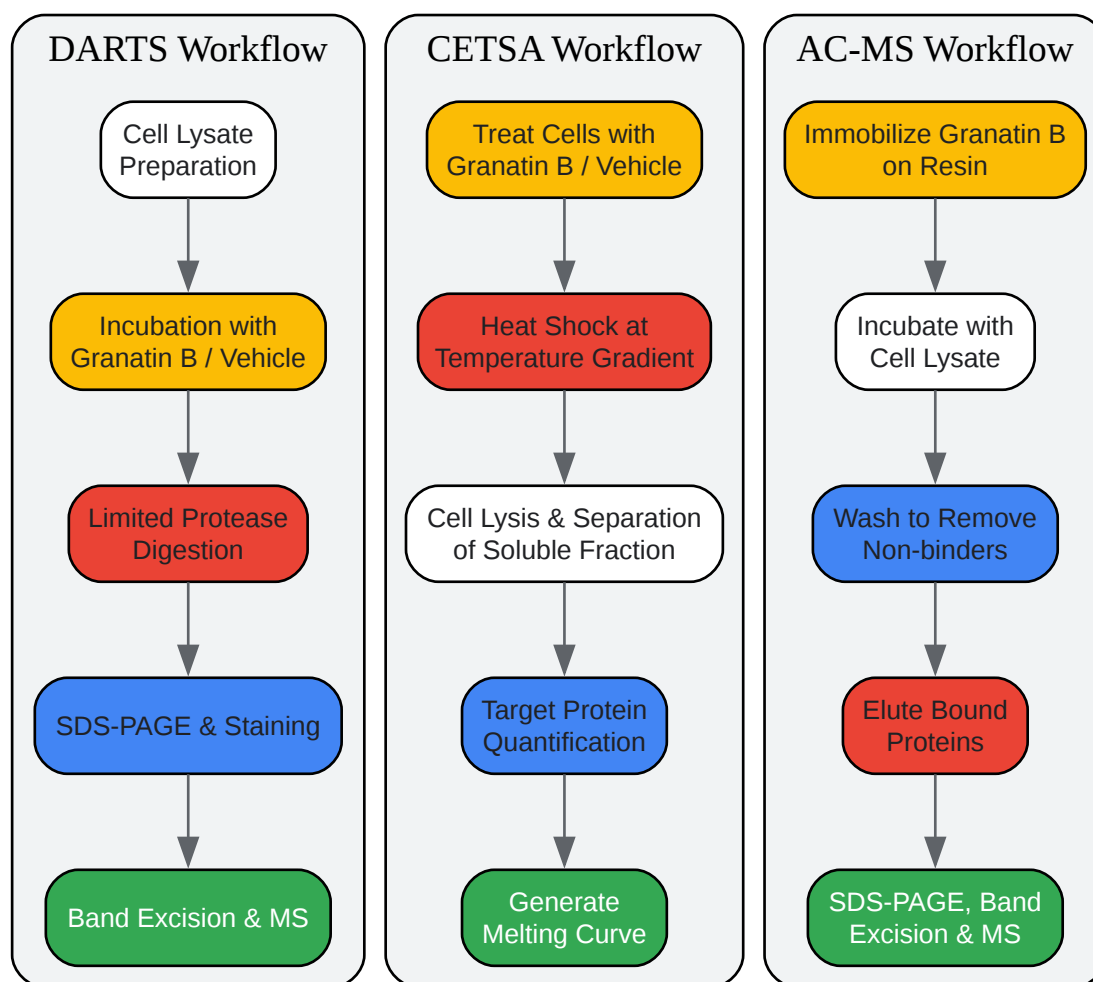 DARTS Workflow
Cell Lysate
Preparation
Incubation with
Granatin B / Vehicle
Limited Protease
Digestion
SDS-PAGE & Staining
Band Excision & MS
CETSA Workflow
Treat Cells with
Granatin B / Vehicle
Heat Shock at
Temperature Gradient
Cell Lysis & Separation
of Soluble Fraction
Target Protein
Quantification
Generate
Melting Curve
AC-MS Workflow
Immobilize Granatin B
on Resin
Incubate with
Cell Lysate
Wash to Remove
Non-binders
Elute Bound
Proteins
SDS-PAGE, Band
Excision & MS